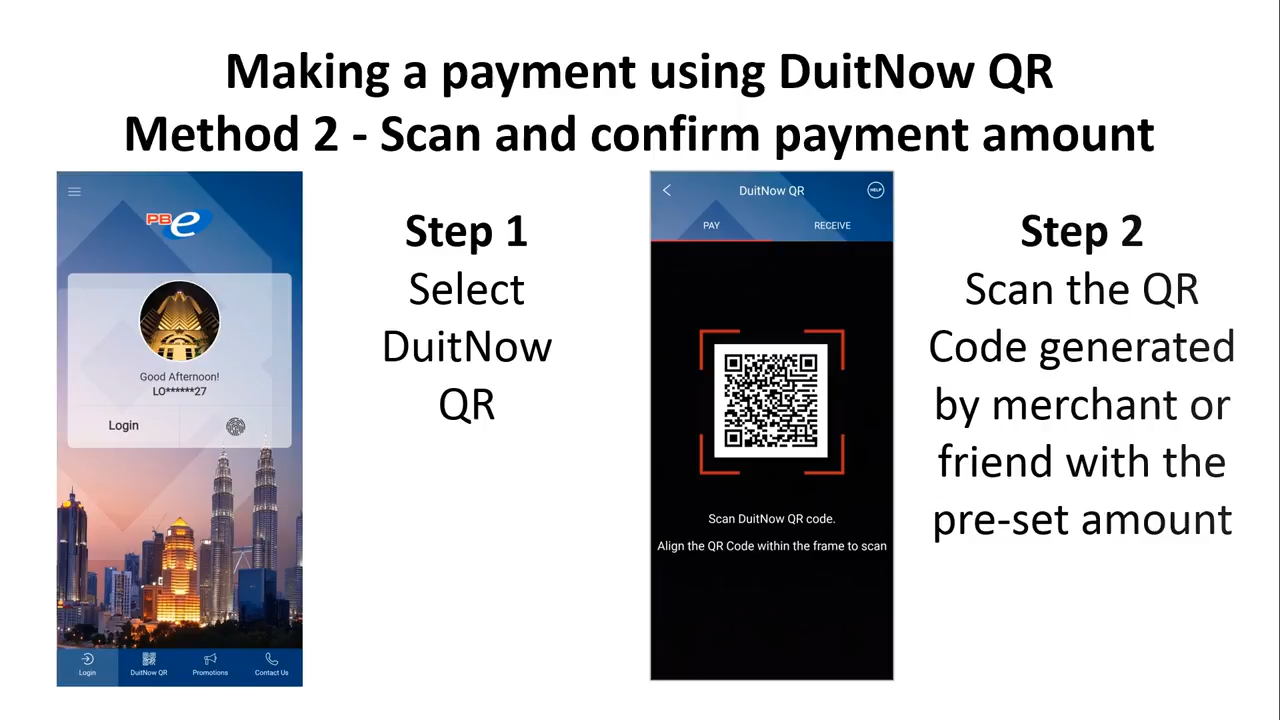 Making a payment using DuitNow QR
Method 2 - Scan and confirm payment amount
PB e
Good Afternoon!
LO******27
Login
Login
DuitNow QR
Promotions
Contact Us
Step 1
Select
DuitNow
QR
DuitNow QR
HELP
PAY
RECEIVE
Scan DuitNow QR code.
Align the QR Code within the frame to scan
Step 2
Scan the QR
Code generated
by merchant or
friend with the
pre-set amount